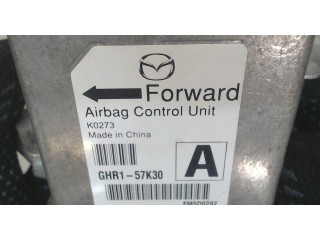 Forward
Airbag Control Unit
K0273
Made in China
A
GHR1-57K30